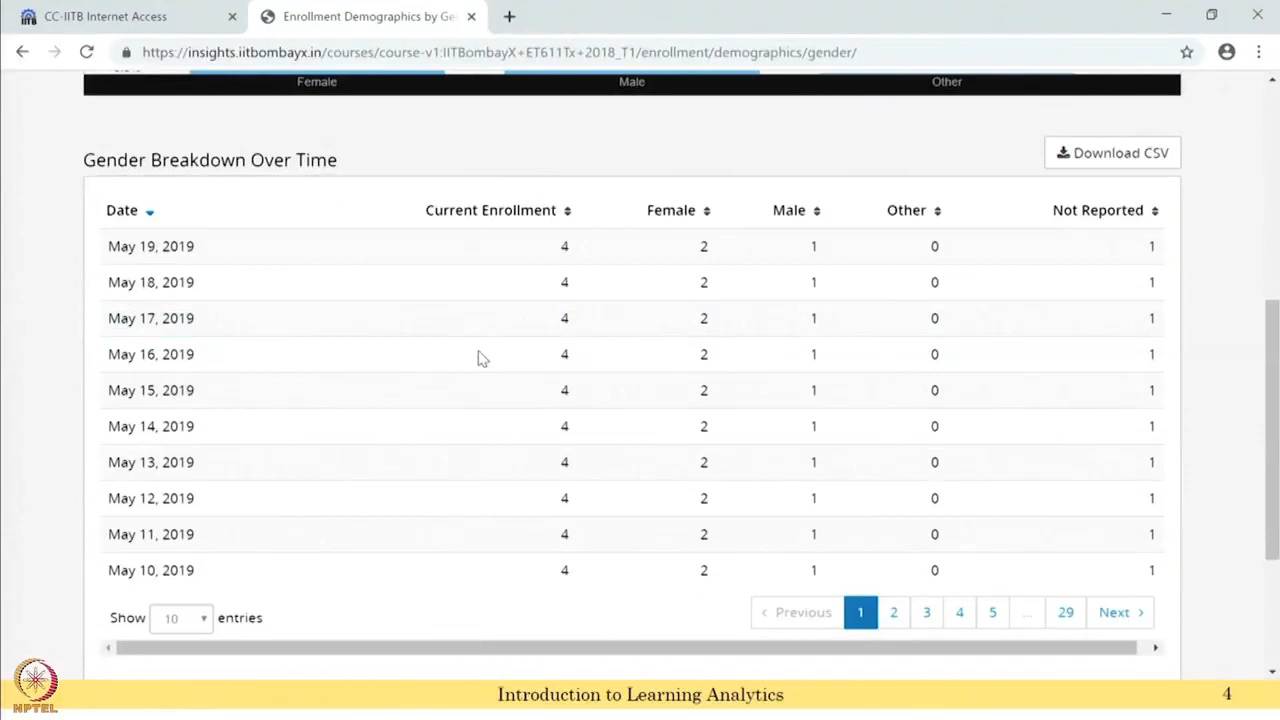 CC-IITB Internet Access
Enrollment Demographics by Ge
https://insights.iitbombayx.in/courses/course-v1:IITBombayX+ET611Tx+2018_T1/enrollment/demographics/gender/
Female Male Other
Gender Breakdown Over Time
Download CSV
Date Current Enrollment Female Male Other Not Reported
May 19, 2019 4 2 1 0 1
May 18, 2019 4 2 1 0 1
May 17, 2019 4 2 1 0 1
May 16, 2019 4 2 1 0 1
May 15, 2019 4 2 1 0 1
May 14, 2019 4 2 1 0 1
May 13, 2019 4 2 1 0 1
May 12, 2019 4 2 1 0 1
May 11, 2019 4 2 1 0 1
May 10, 2019 4 2 1 0 1
Show 10 entries
‹ Previous 1 2 3 4 5 ... 29 Next ›
Introduction to Learning Analytics 4
NPTEL